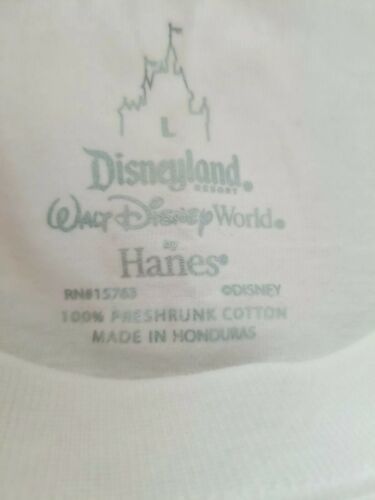 L
Disneyland®
RESORT
Walt Disney World®
by
Hanes®
RN#15763 ©DISNEY
100% PRESHRUNK COTTON
MADE IN HONDURAS